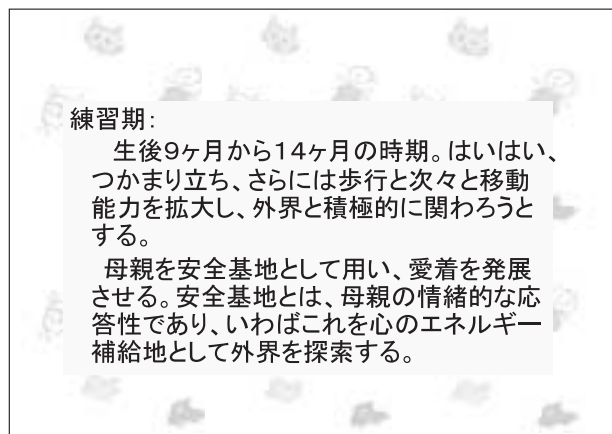 練習期:
生後9ヶ月から14ヶ月の時期。はいはい、
つかまり立ち、さらには歩行と次々と移動
能力を拡大し、外界と積極的に関わろうと
する。
母親を安全基地として用い、愛着を発展
させる。安全基地とは、母親の情緒的な応
答性であり、いわばこれを心のエネルギー
補給地として外界を探索する。